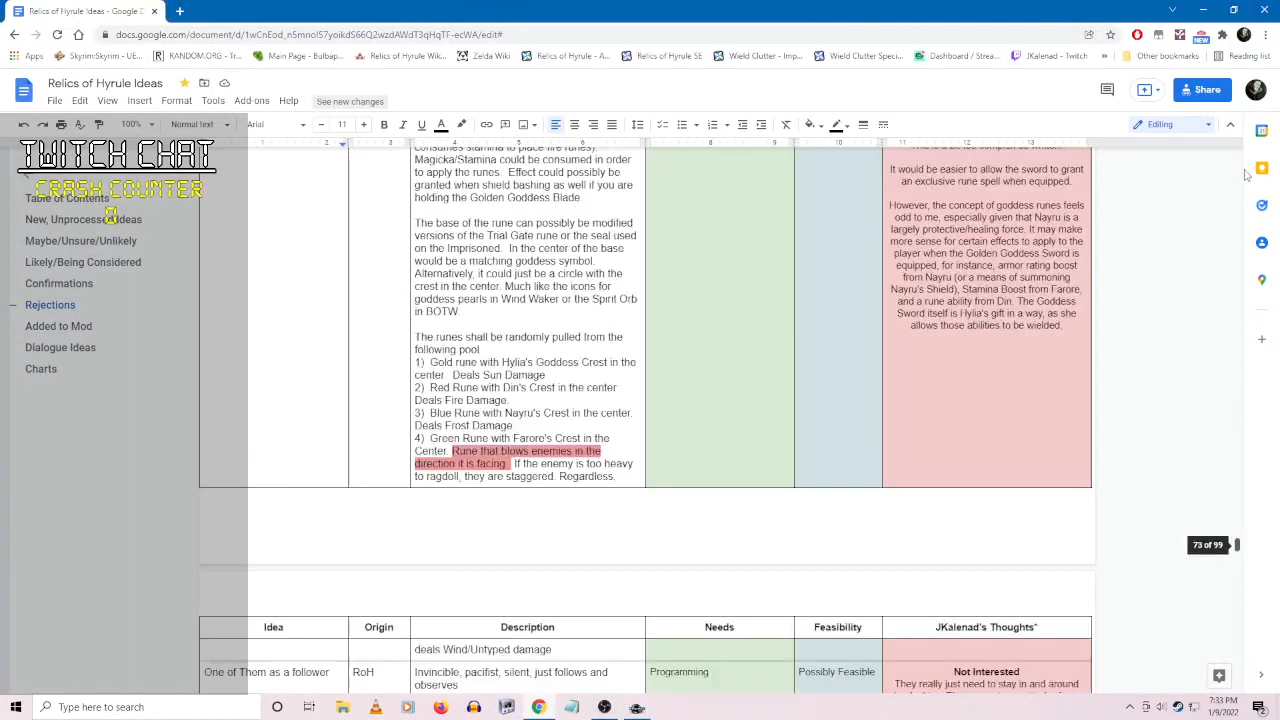 Relics of Hyrule Ideas - Google D
docs.google.com/document/d/1wCnEod_n5mnoIS7yoikdS66Q2wzdAWdT3qHqTF-ecWA/edit#
Apps
SkyrimSkyrim - UE...
RANDOM.ORG - Tr...
Main Page - Bulbap...
Zelda Wiki
Relics of Hyrule - A...
Relics of Hyrule SE
Wield Clutter - Imp...
Wield Clutter Speci...
Dashboard / Strea...
JKalenad - Twitch
»
Other bookmarks
Reading list
Relics of Hyrule Ideas
File Edit View Insert Format Tools Add-ons Help
See new changes
Share
100%
Normal text
Arial
11
Editing
TWITCH CHAT
CRASH COUNTER
0
Table of Contents
New, Unprocessed Ideas
Maybe/Unsure/Unlikely
Likely/Being Considered
Confirmations
Rejections
Added to Mod
Dialogue Ideas
Charts
consumes stamina to place fire runes).
Magicka/Stamina could be consumed in order
to apply the runes. Effect could possibly be
granted when shield bashing as well if you are
holding the Golden Goddess Blade.
The base of the rune can possibly be modified
versions of the Trial Gate rune or the seal used
on the Imprisoned. In the center of the base
would be a matching goddess symbol.
Alternatively, it could just be a circle with the
crest in the center. Much like the icons for
goddess pearls in Wind Waker or the Spirit Orb
in BOTW.
The runes shall be randomly pulled from the
following pool
1) Gold rune with Hylia's Goddess Crest in the
center Deals Sun Damage
2) Red Rune with Din's Crest in the center
Deals Fire Damage.
3) Blue Rune with Nayru's Crest in the center.
Deals Frost Damage
4) Green Rune with Farore's Crest in the
Center. Rune that blows enemies in the
direction it is facing. If the enemy is too heavy
to ragdoll, they are staggered. Regardless,
It would be easier to allow the sword to grant
an exclusive rune spell when equipped.
However, the concept of goddess runes feels
odd to me, especially given that Nayru is a
largely protective/healing force. It may make
more sense for certain effects to apply to the
player when the Golden Goddess Sword is
equipped, for instance, armor rating boost
from Nayru (or a means of summoning
Nayru's Shield), Stamina Boost from Farore,
and a rune ability from Din. The Goddess
Sword itself is Hylia's gift in a way, as she
allows those abilities to be wielded.
73 of 99
Idea Origin Description Needs Feasibility JKalenad's Thoughts*
deals Wind/Untyped damage
One of Them as a follower RoH Invincible, pacifist, silent, just follows and Programming Possibly Feasible Not Interested
observes
They really just need to stay in and around
Type here to search
7:33 PM
1/9/2022